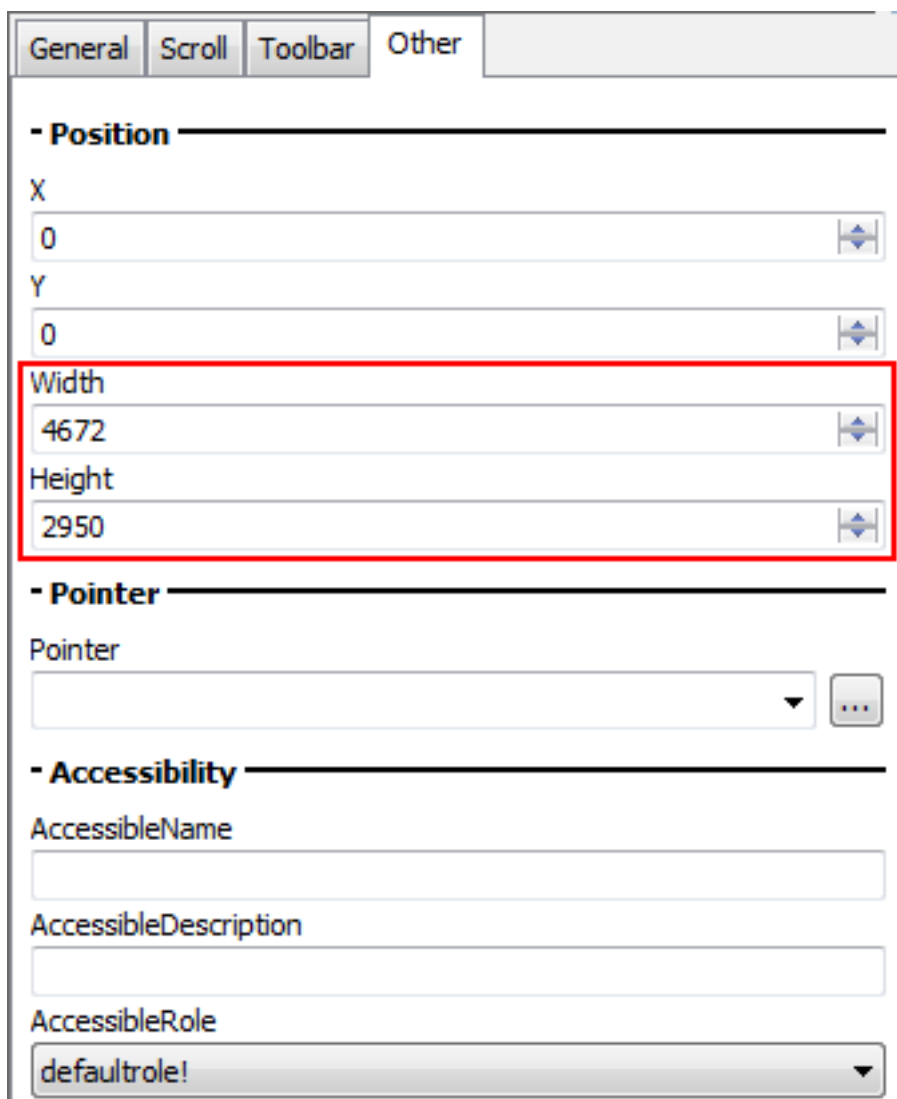 General Scroll Toolbar Other
- Position
X
0
Y
0
Width
4672
Height
2950
- Pointer
Pointer
...
- Accessibility
AccessibleName
AccessibleDescription
AccessibleRole
defaultrole!